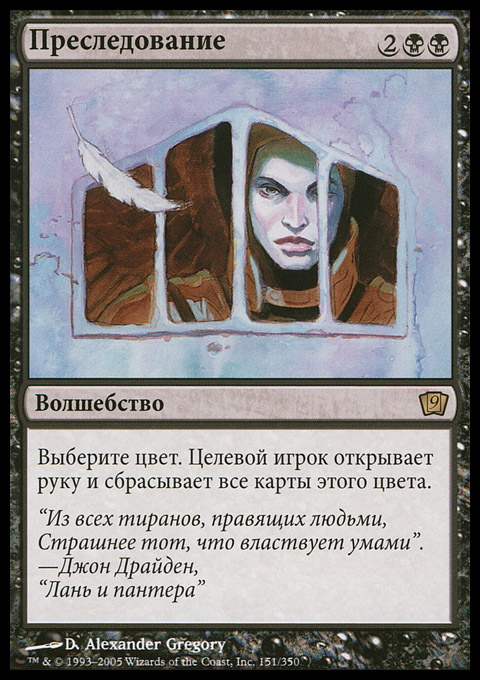 Преследование
2
Волшебство
9
Выберите цвет. Целевой игрок открывает
руку и сбрасывает все карты этого цвета.
“Из всех тиранов, правящих людьми,
Страшнее тот, что властвует умами”.
—Джон Драйден,
“Лань и пантера”
D. Alexander Gregory
™ & © 1993–2005 Wizards of the Coast, Inc. 151/350